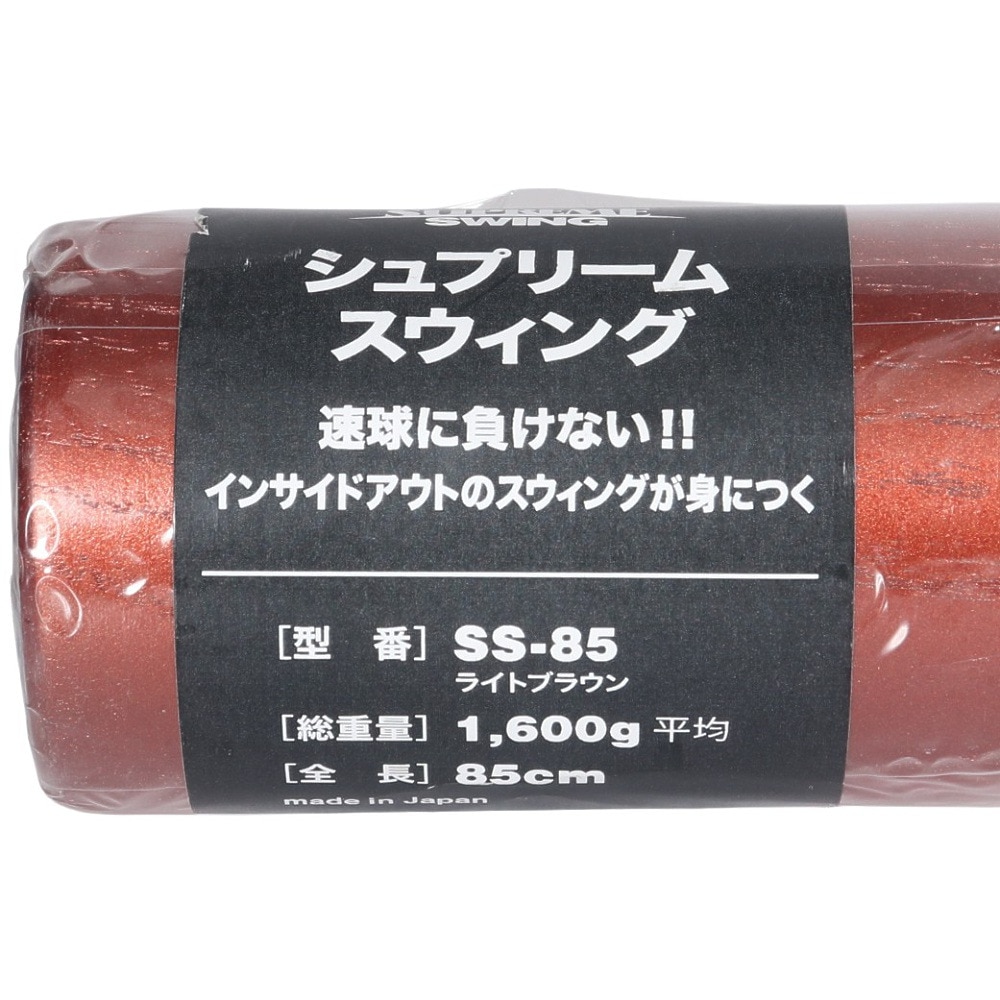 SUPREME
SWING
シュプリーム
スウィング
速球に負けない!!
インサイドアウトのスウィングが身につく
[型 番] SS-85
ライトブラウン
[総重量] 1,600g 平均
[全 長] 85cm
made in Japan